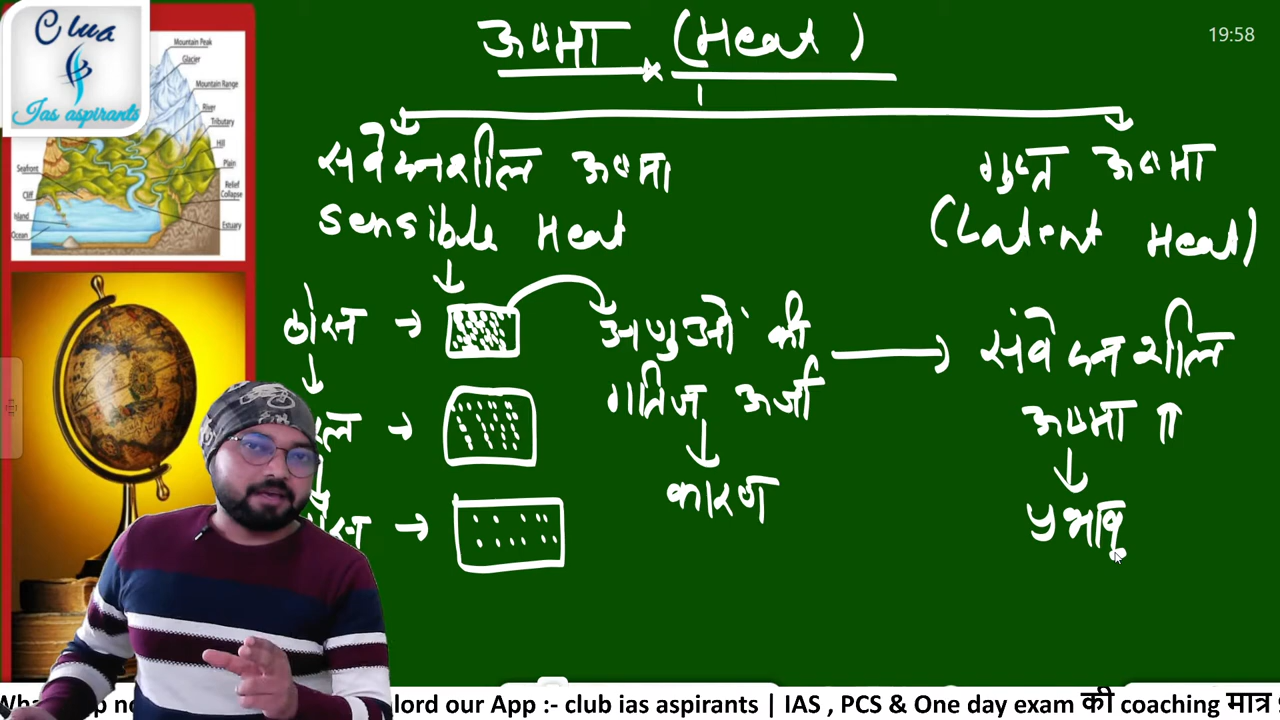 Clua
Ias aspirants
Mountain Peak
Glacier
Mountain Range
River
Tributary
Hill
Plain
Relief
Collapse
Estuary
Seafront
Cliff
Island
Ocean
19:58
ऊष्मा (Heat)
संवेदनशील ऊष्मा
Sensible Heat
गुप्त ऊष्मा
(Latent Heat)
ठोस → अणुओं की
गतिज ऊर्जा
कारण
संवेदनशील
ऊष्मा ⇑
प्रभाव
lord our App :- club ias aspirants | IAS , PCS & One day exam की coaching मात्र